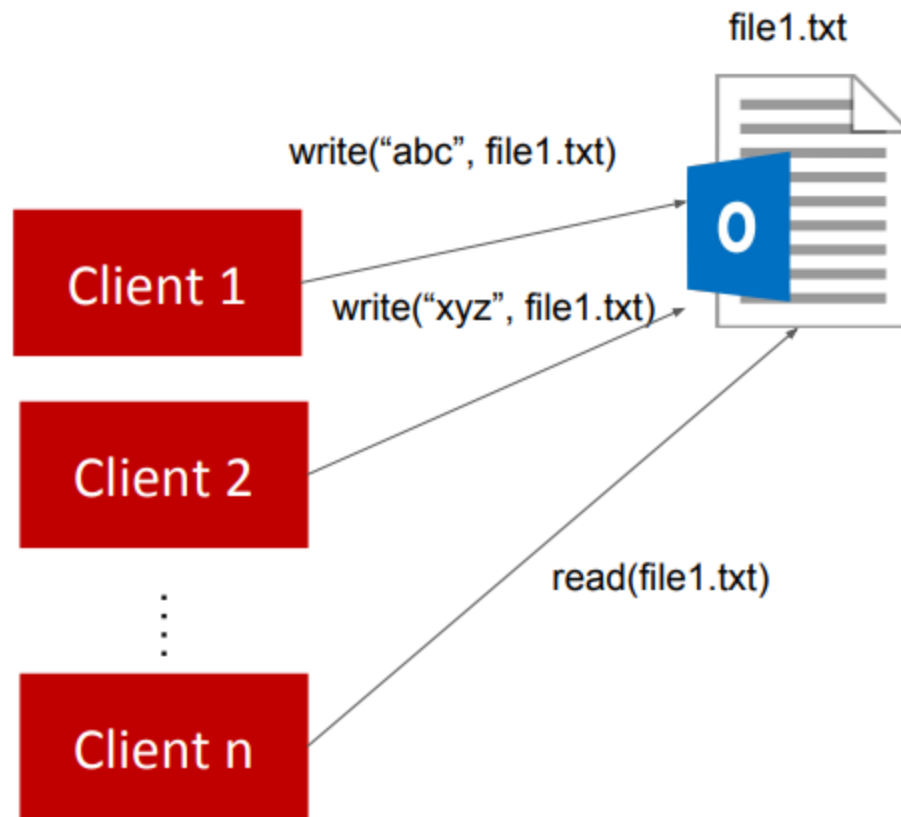 file1.txt
write(“abc”, file1.txt)
O
Client 1
write(“xyz”, file1.txt)
Client 2
Client n
read(file1.txt)